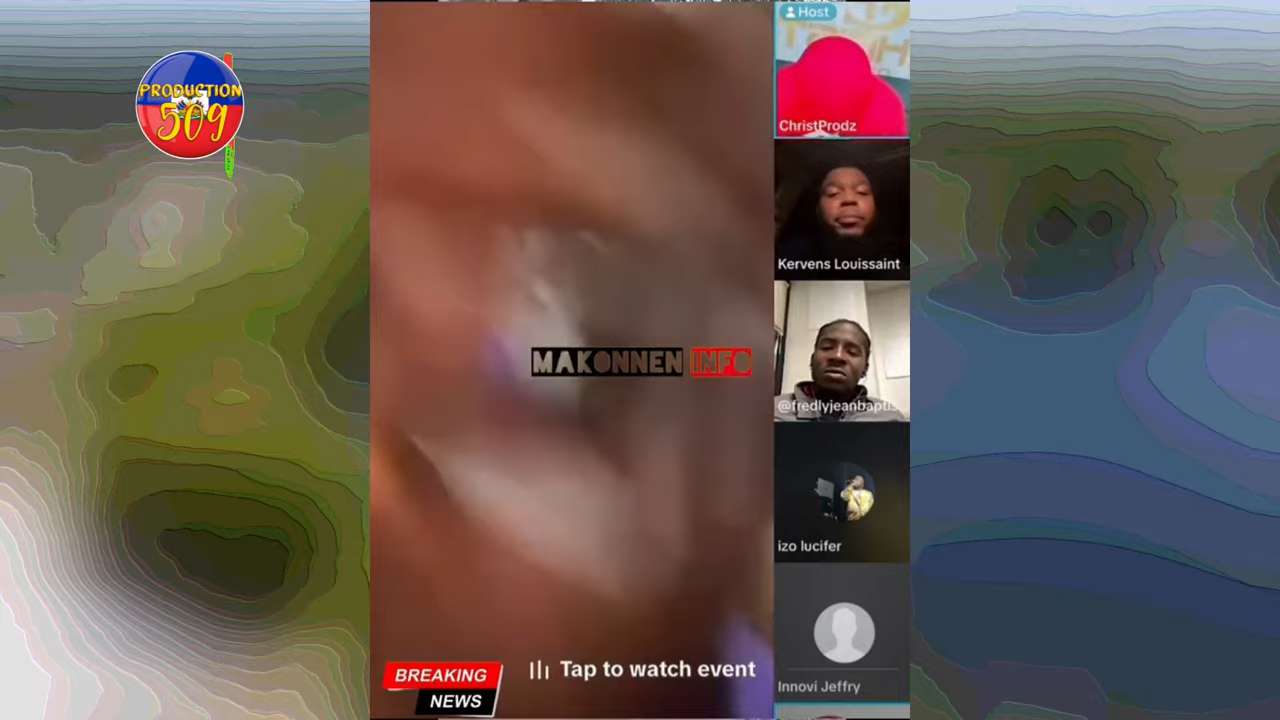 PRODUCTION
509
Host
ChristProdz
Kervens Louissaint
@fredlyjeanbaptis
izo lucifer
Innovi Jeffry
MAKONNEN INFO
Tap to watch event
BREAKING
NEWS